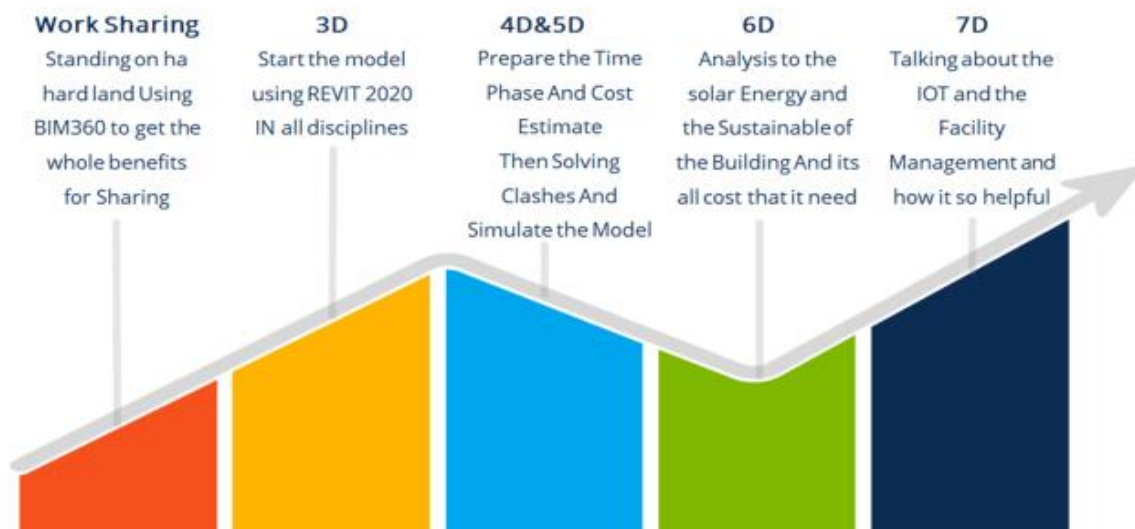 Work Sharing
Standing on ha
hard land Using
BIM360 to get the
whole benefits
for Sharing
3D
Start the model
using REVIT 2020
IN all disciplines
4D&5D
Prepare the Time
Phase And Cost
Estimate
Then Solving
Clashes And
Simulate the Model
6D
Analysis to the
solar Energy and
the Sustainable of
the Building And its
all cost that it need
7D
Talking about the
IOT and the
Facility
Management and
how it so helpful